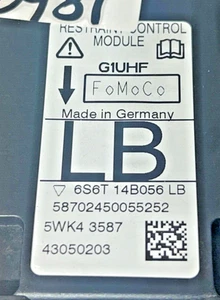 RESTRAINT CONTROL
MODULE
G1UHF
FoMoCo
Made in Germany
LB
6S6T 14B056 LB
58702450055252
5WK4 3587
43050203